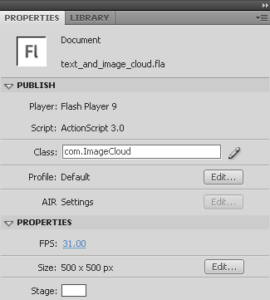 PROPERTIES LIBRARY
Fl
Document
text_and_image_cloud.fla
PUBLISH
Player: Flash Player 9
Script: ActionScript 3.0
Class: com.ImageCloud
Profile: Default Edit...
AIR Settings Edit...
PROPERTIES
FPS: 31.00
Size: 500 x 500 px Edit...
Stage: